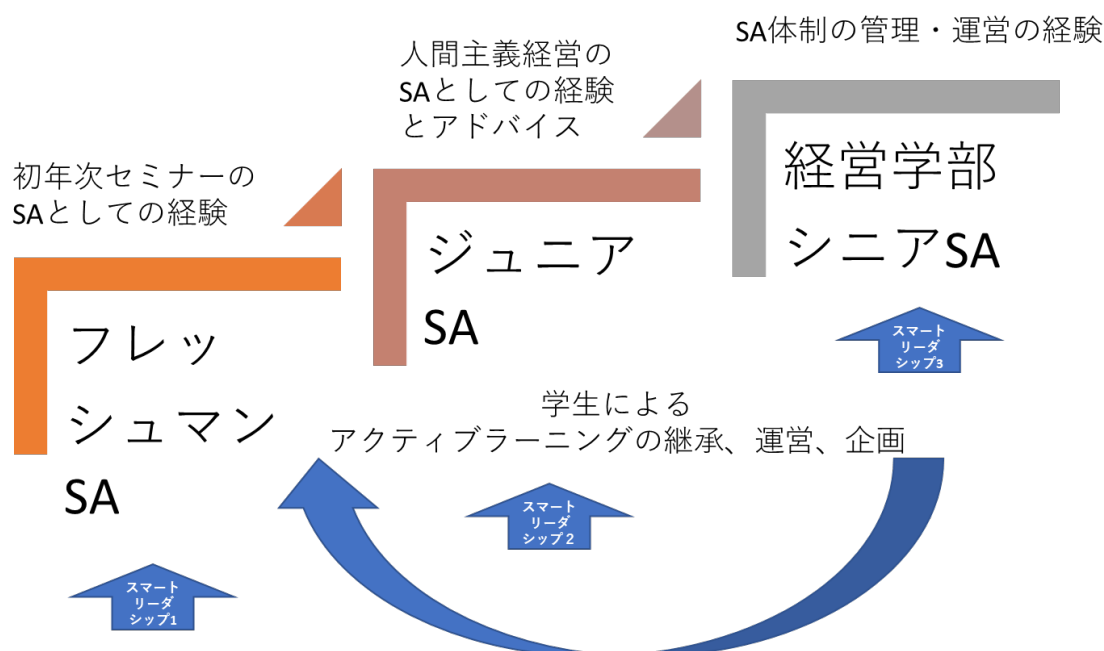 初年次セミナーの
SAとしての経験
フレッ
シュマン
SA
スマート
リーダ
シップ1
人間主義経営の
SAとしての経験
とアドバイス
ジュニア
SA
スマート
リーダ
シップ２
SA体制の管理・運営の経験
経営学部
シニアSA
スマート
リーダ
シップ3
学生による
アクティブラーニングの継承、運営、企画